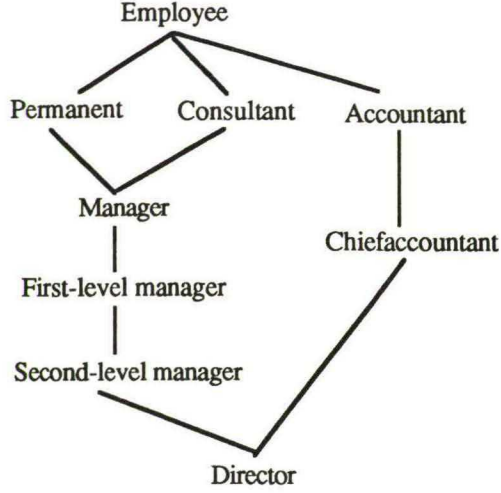 Employee
Permanent
Consultant
Accountant
Manager
Chiefaccountant
First-level manager
Second-level manager
Director